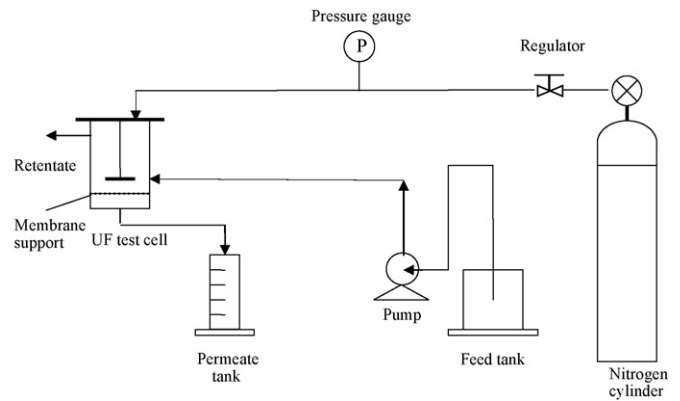 Pressure gauge
P
Regulator
Retentate
Membrane
support
UF test cell
Pump
Permeate
tank
Feed tank
Nitrogen
cylinder